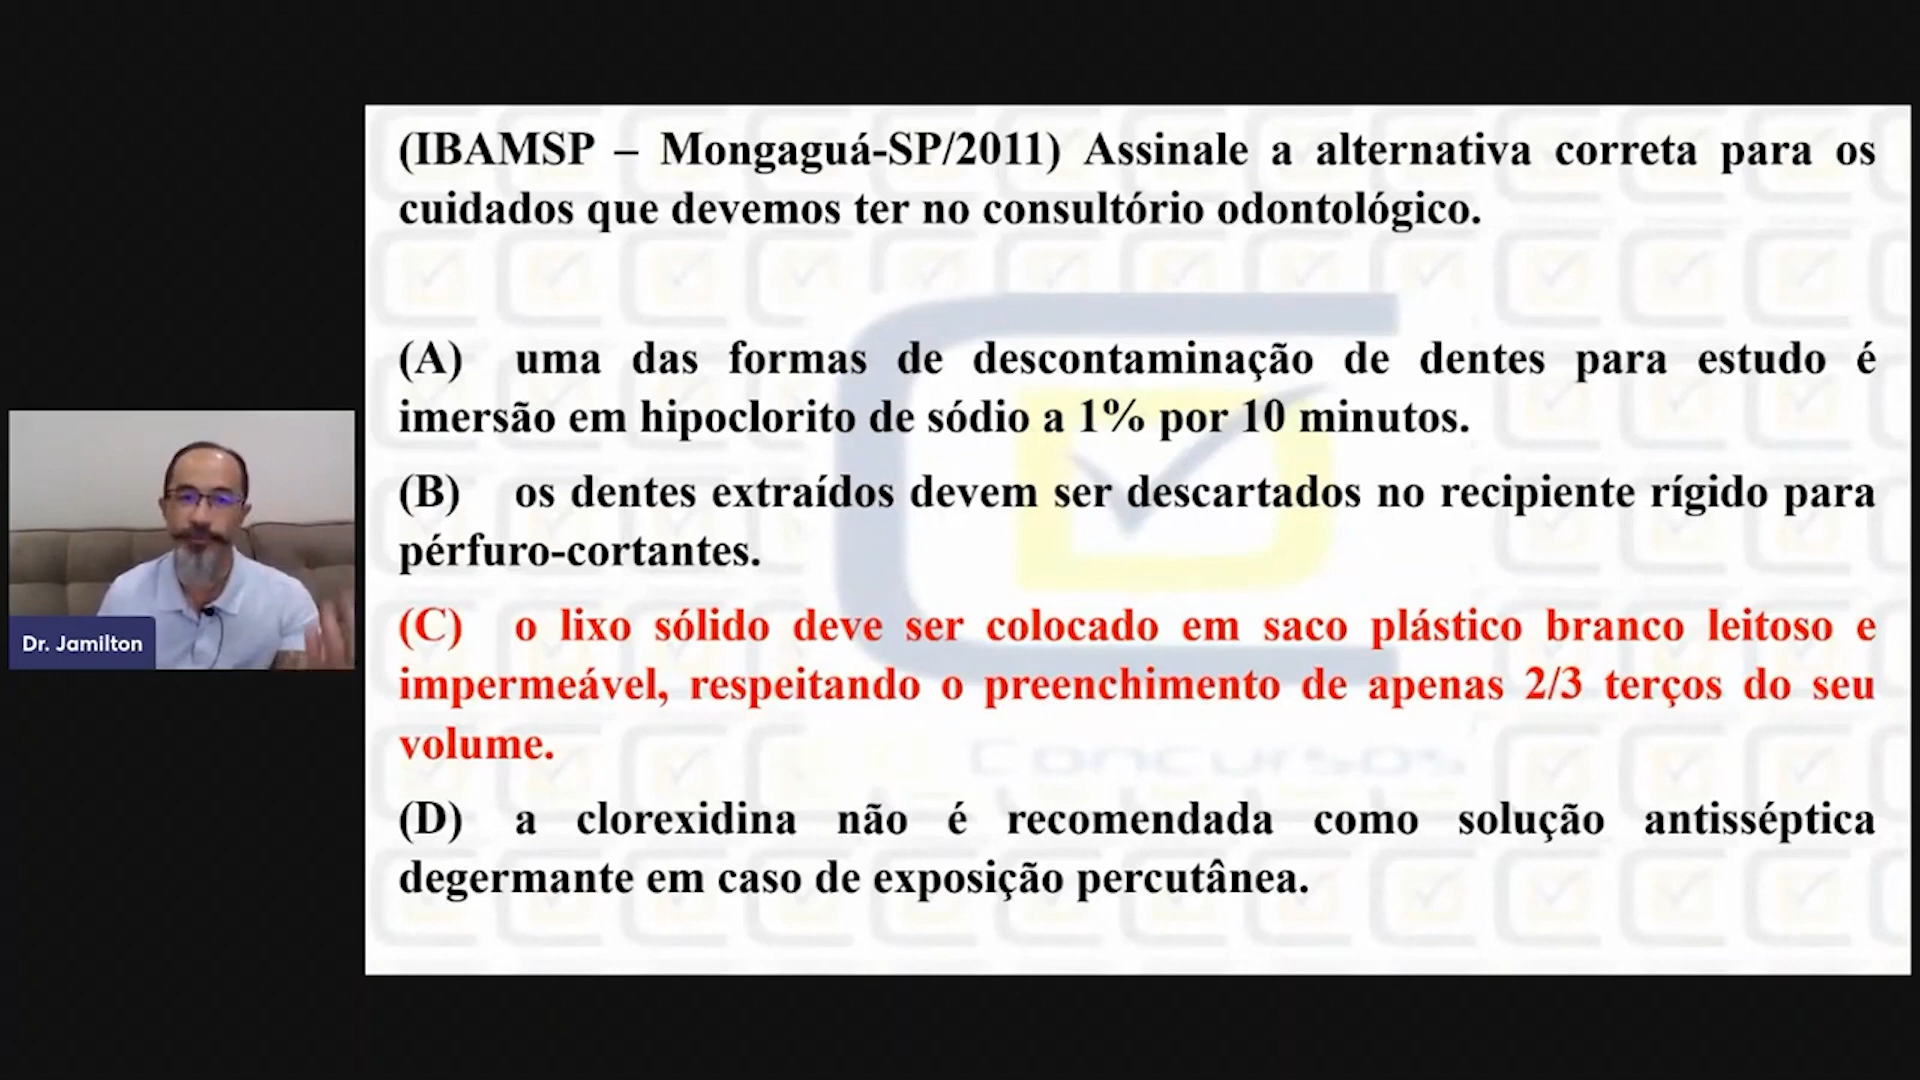 (IBAMSP – Mongaguá-SP/2011) Assinale a alternativa correta para os
cuidados que devemos ter no consultório odontológico.
(A) uma das formas de descontaminação de dentes para estudo é
imersão em hipoclorito de sódio a 1% por 10 minutos.
(B) os dentes extraídos devem ser descartados no recipiente rígido para
pérfuro-cortantes.
(C) o lixo sólido deve ser colocado em saco plástico branco leitoso e
impermeável, respeitando o preenchimento de apenas 2/3 terços do seu
volume.
Concursos
(D) a clorexidina não é recomendada como solução antisséptica
degermante em caso de exposição percutânea.
Dr. Jamilton